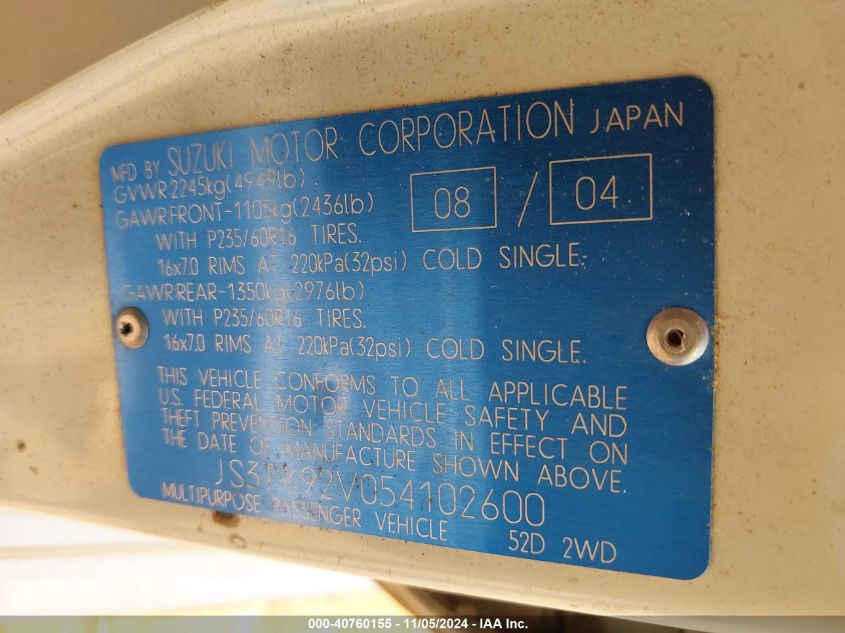 MFD BY SUZUKI MOTOR CORPORATION JAPAN
GVWR 2245kg(4949lb)
08 / 04
GAWR FRONT-1105kg(2436lb)
WITH P235/60R16 TIRES.
16x7.0 RIMS AT 220kPa(32psi) COLD SINGLE.
GAWR REAR-1350kg(2976lb)
WITH P235/60R16 TIRES.
16x7.0 RIMS AT 220kPa(32psi) COLD SINGLE.
THIS VEHICLE CONFORMS TO ALL APPLICABLE
U.S. FEDERAL MOTOR VEHICLE SAFETY AND
THEFT PREVENTION STANDARDS IN EFFECT ON
THE DATE OF MANUFACTURE SHOWN ABOVE.
JS3TY92V054102600
MULTIPURPOSE PASSENGER VEHICLE 52D 2WD
000-40760155 - 11/05/2024 - IAA Inc.